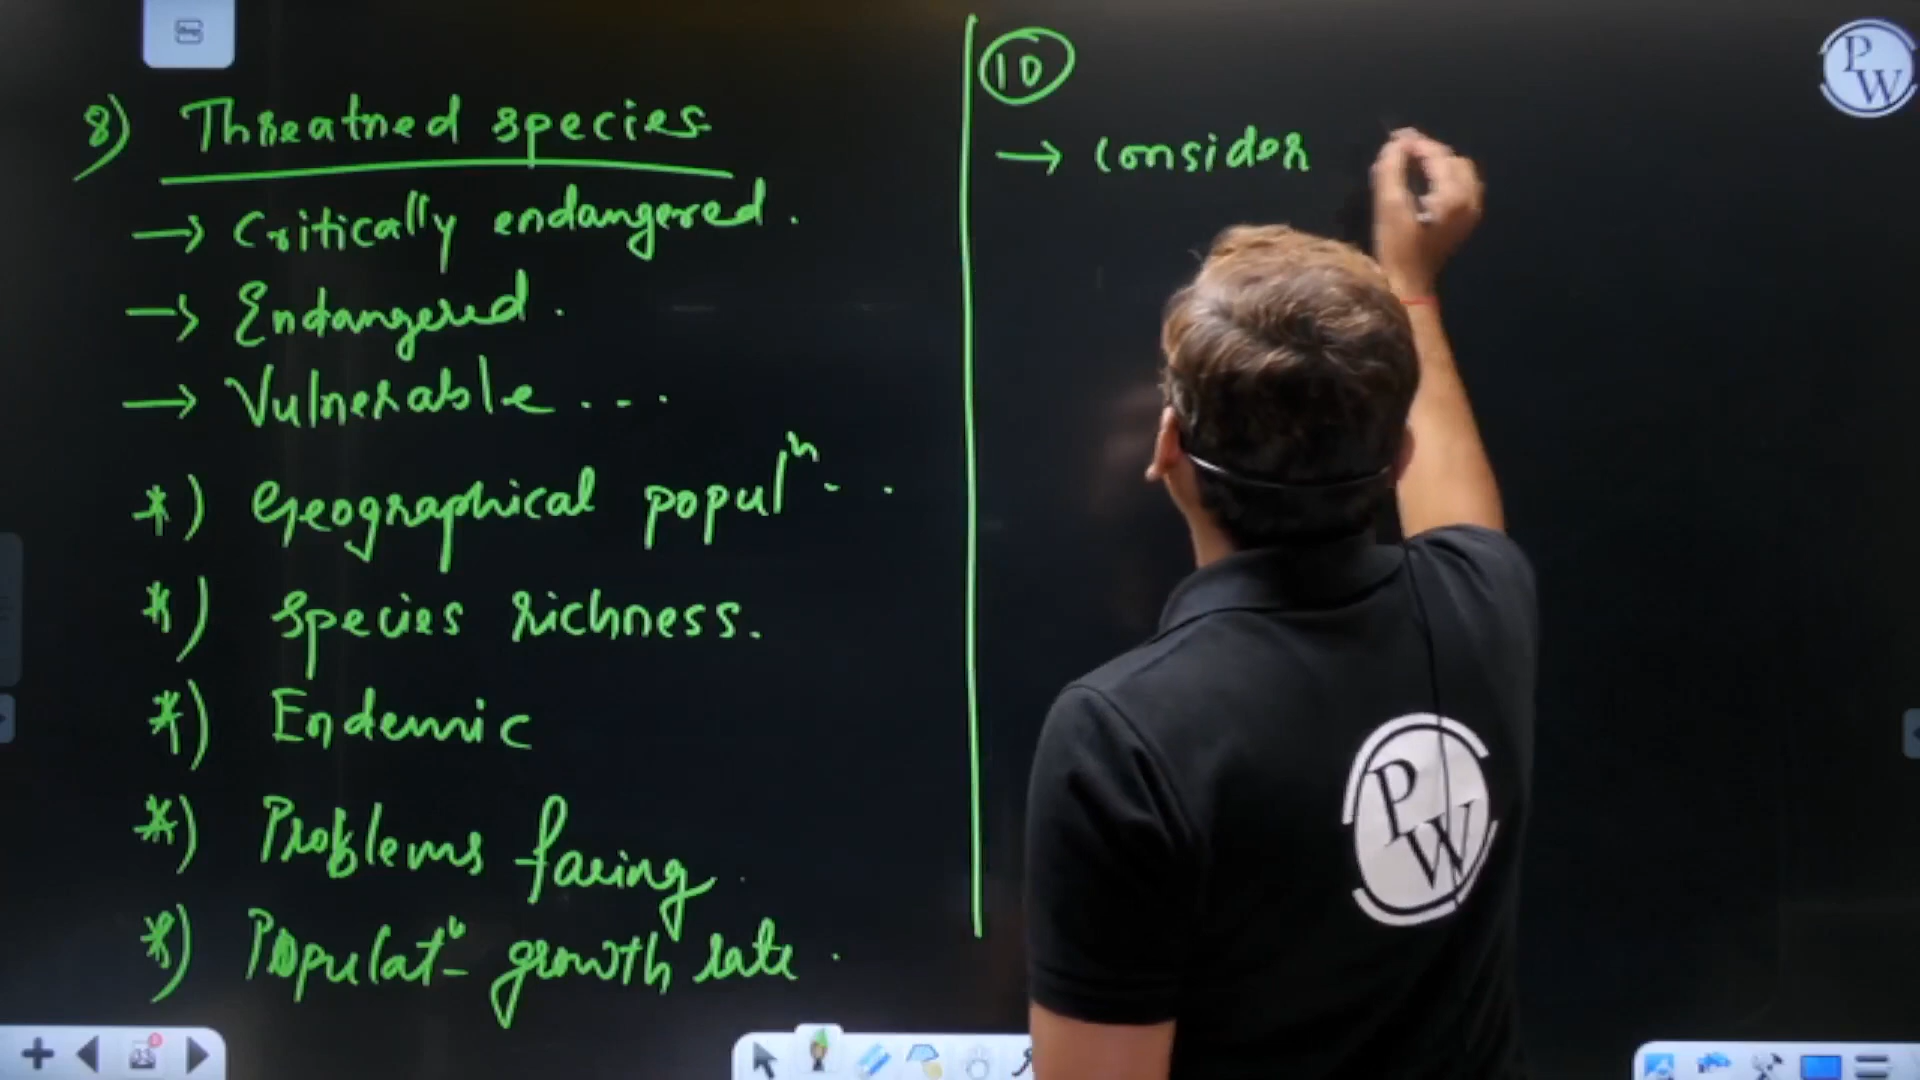 8) Threatned species
→ Critically endangered.
→ Endangered.
→ Vulnerable ...
*) Geographical populⁿ - .
*) species richness.
*) Endemic
*) Problems facing
*) Populatⁿ- growth rate.
10
→ consider
PW
PW